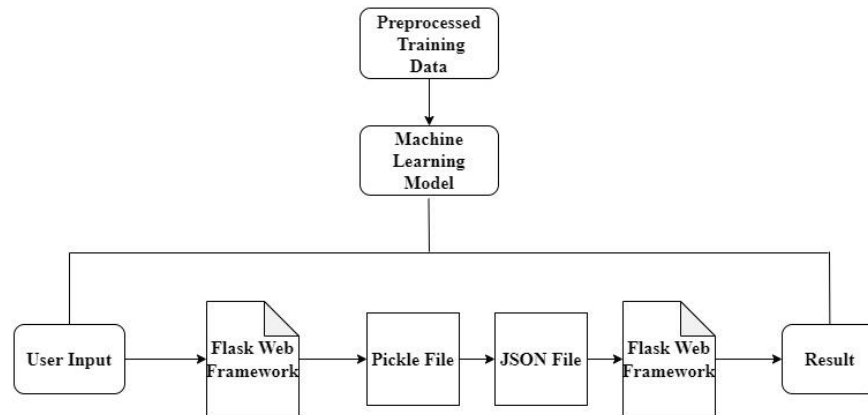 Preprocessed
Training
Data
Machine
Learning
Model
User Input
Flask Web
Framework
Pickle File
JSON File
Flask Web
Framework
Result